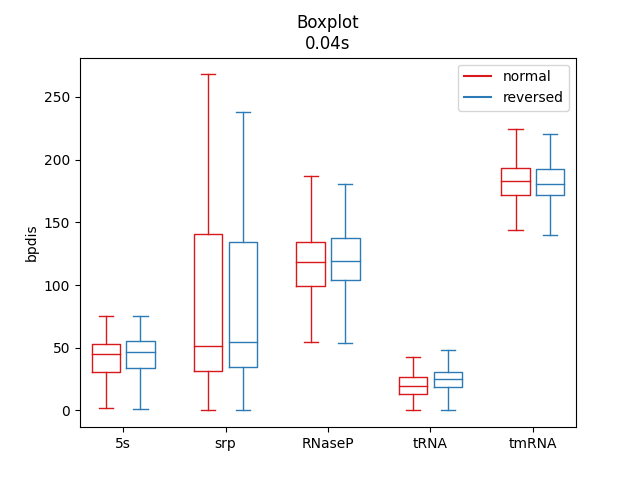 Boxplot
0.04s
normal
reversed
250
200
150
100
50
0
bpdis
5s
srp
RNaseP
tRNA
tmRNA